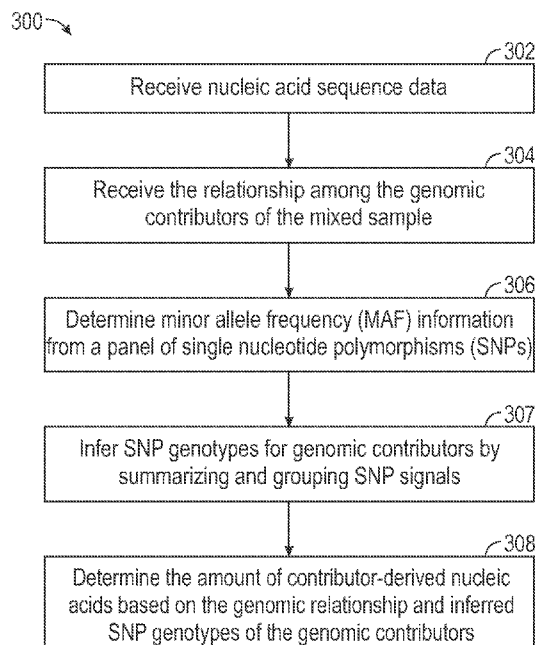 300
302
Receive nucleic acid sequence data
304
Receive the relationship among the genomic
contributors of the mixed sample
306
Determine minor allele frequency (MAF) information
from a panel of single nucleotide polymorphisms (SNPs)
307
Infer SNP genotypes for genomic contributors by
summarizing and grouping SNP signals
308
Determine the amount of contributor-derived nucleic
acids based on the genomic relationship and inferred
SNP genotypes of the genomic contributors